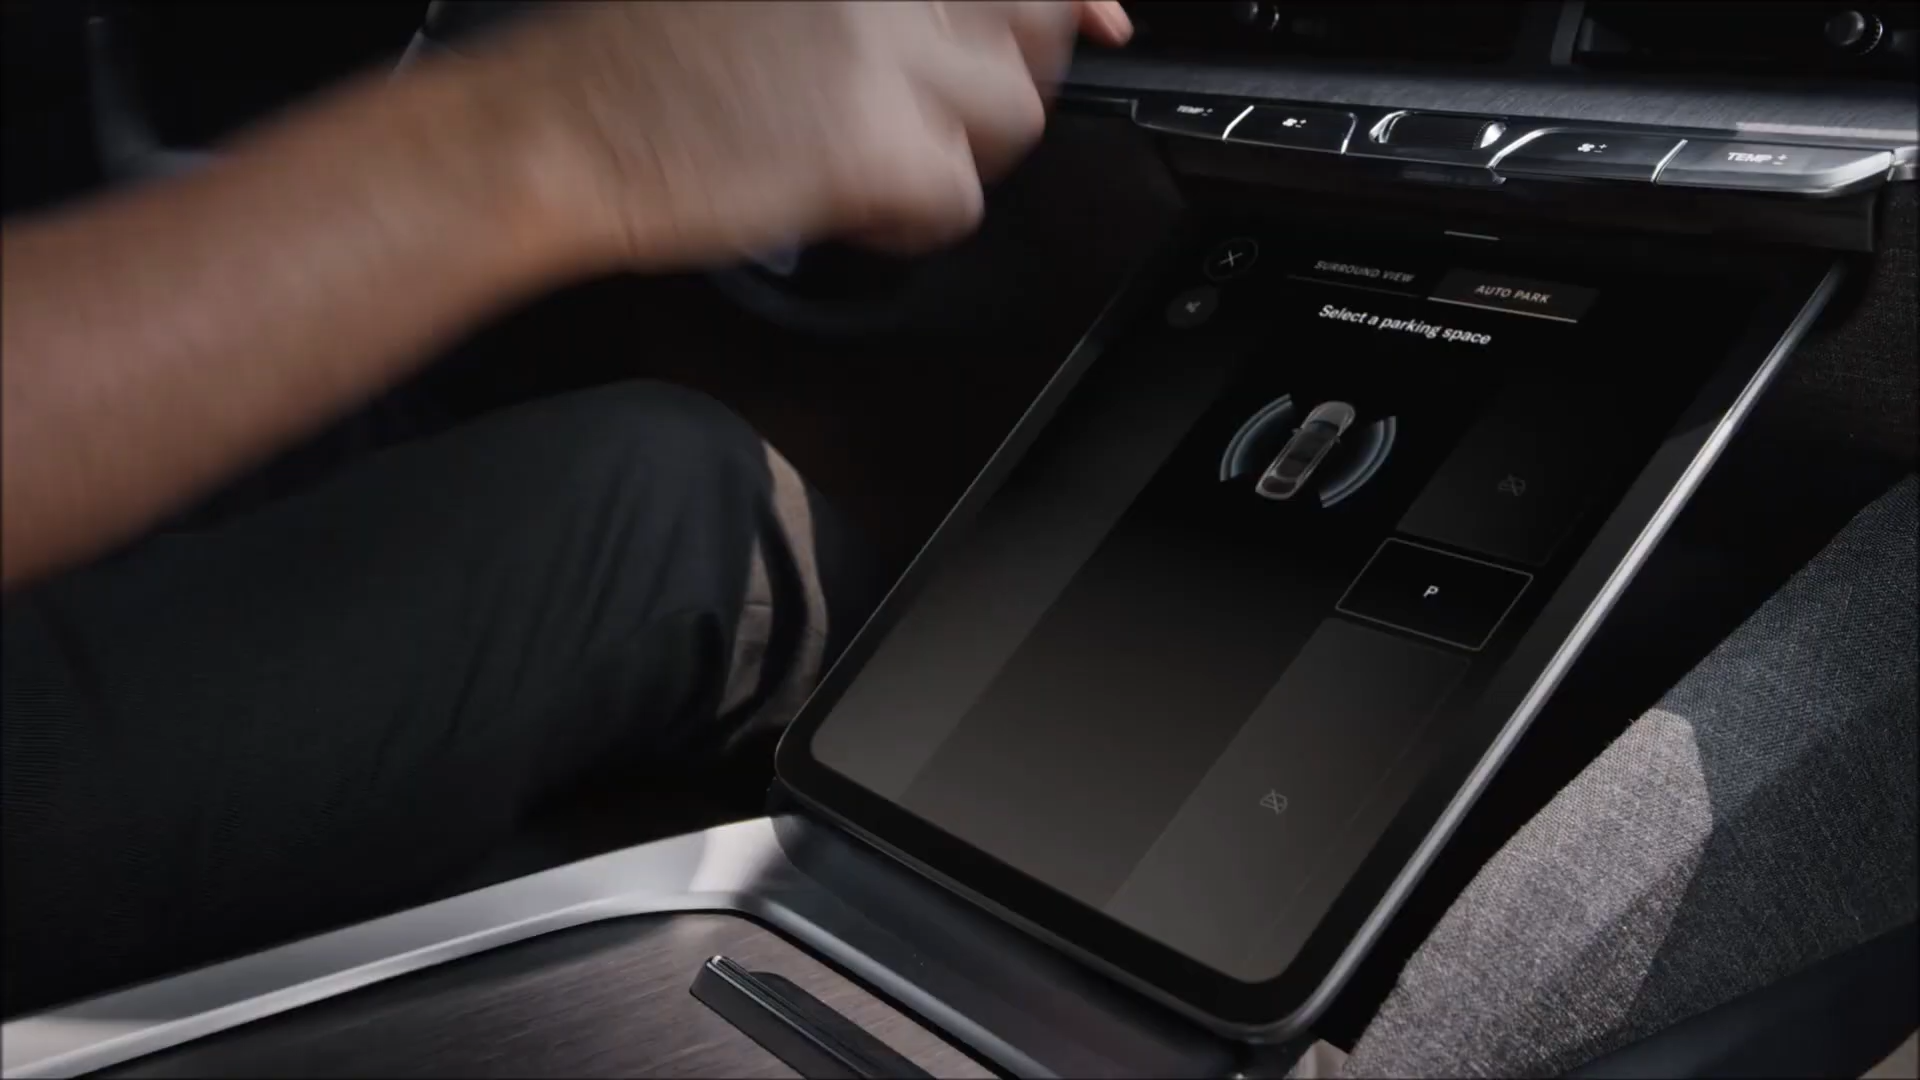 TEMP + -
+ -
+ -
TEMP + -
SURROUND VIEW
AUTO PARK
Select a parking space
P